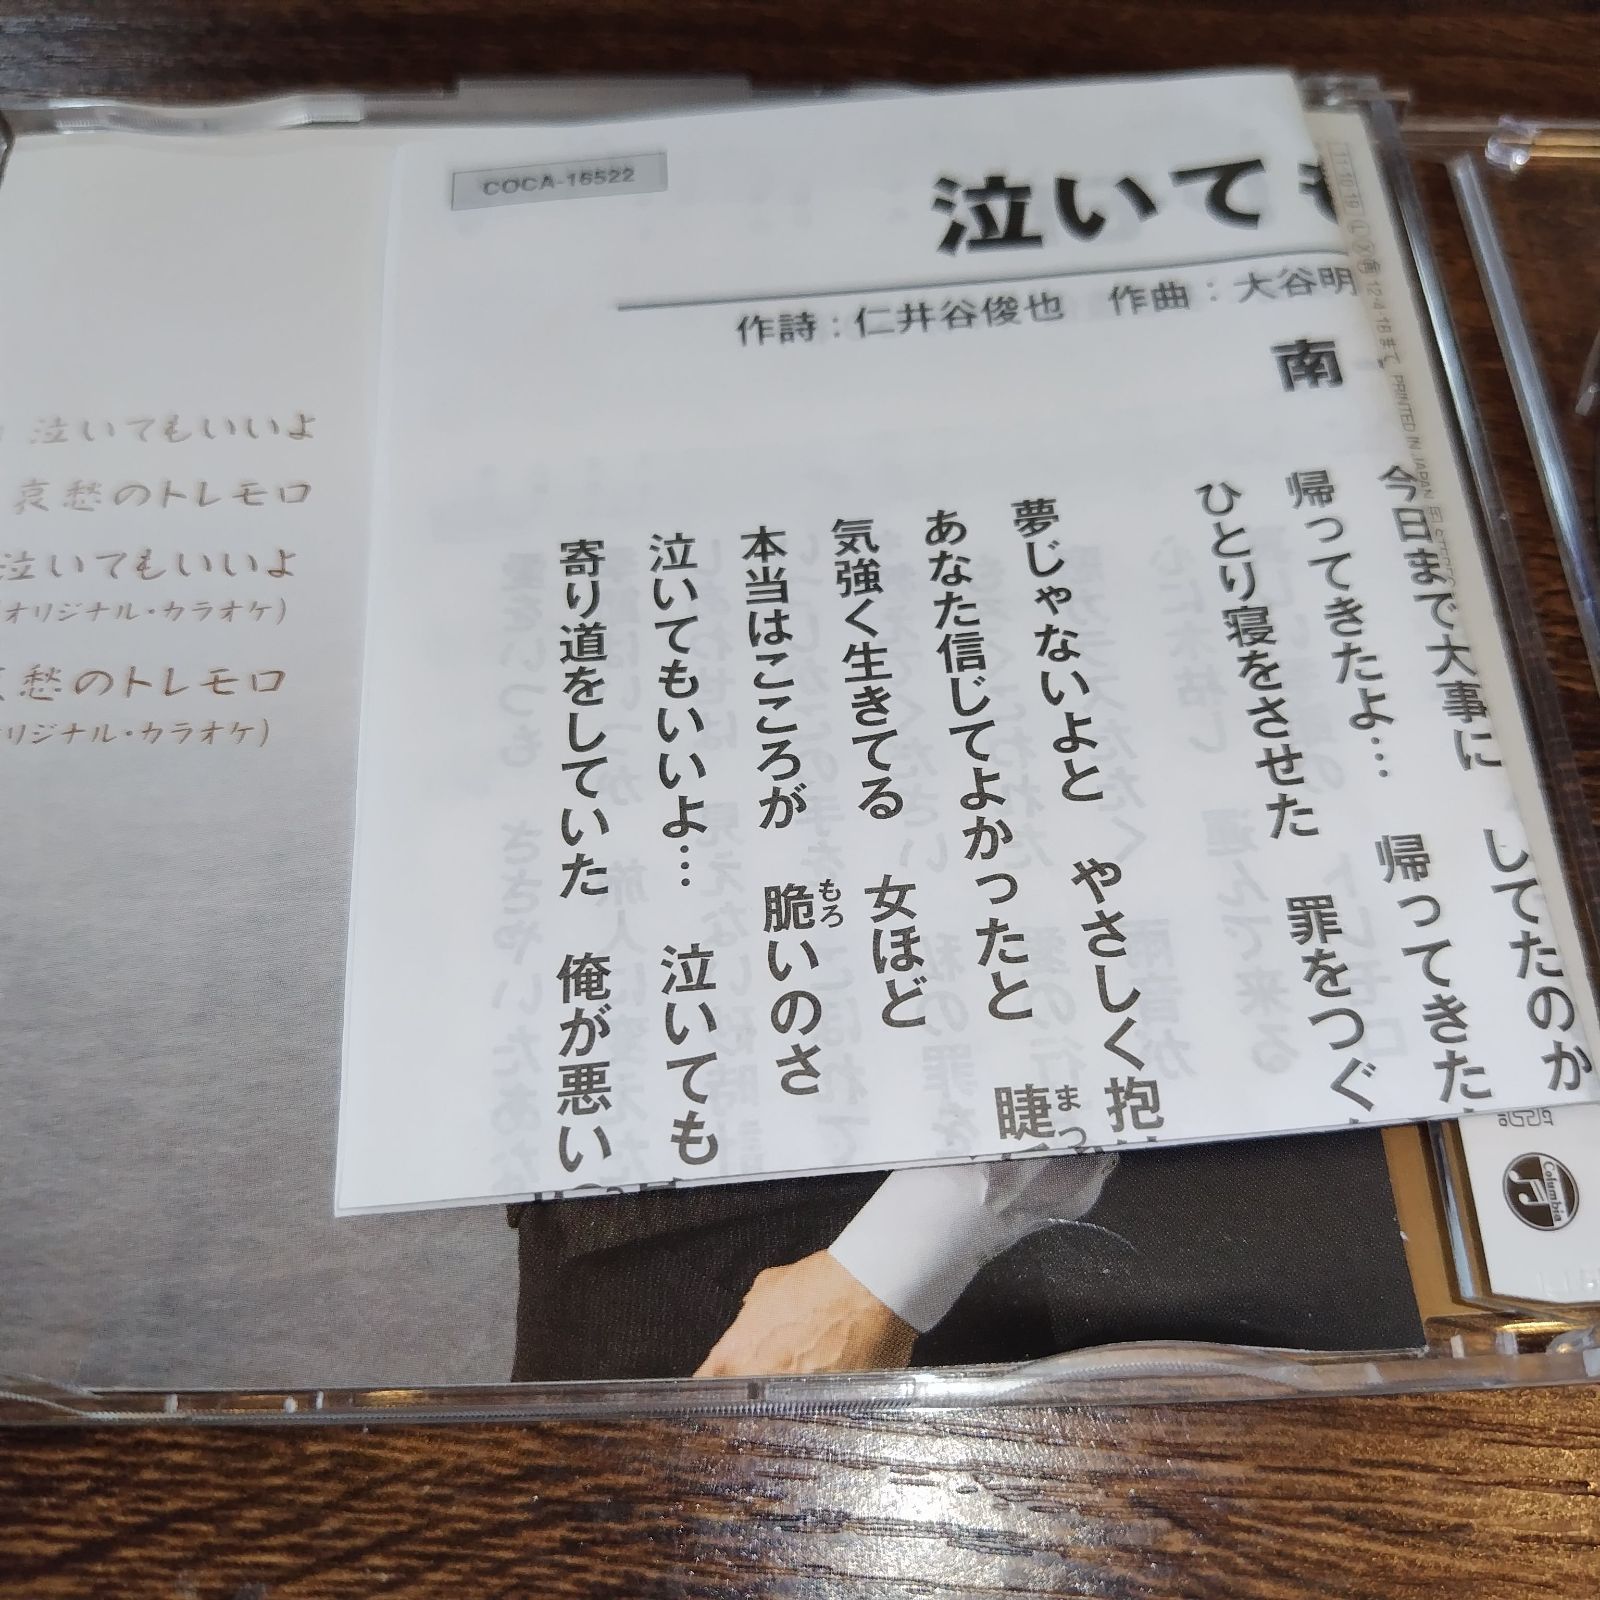 泣いてもいいよ
哀愁のトレモロ
泣いてもいいよ
オリジナル・カラオケ)
愁のトレモロ
リジナル・カラオケ)
COCA-16522
泣いても
作詩：仁井谷俊也 作曲：大谷明
南
してたのか
今日まで大事に 帰ってきた
帰ってきたよ… 罪をつぐ
ひとり寝をさせた
夢じゃないよと やさしく抱
あなた信じてよかったと 睫
まつ
気強く生きてる 女ほど
本当はこころが 脆いのさ
もろ
泣いてもいいよ… 泣いても
寄り道をしていた 俺が悪い
PRINTED IN JAPAN
Columbia